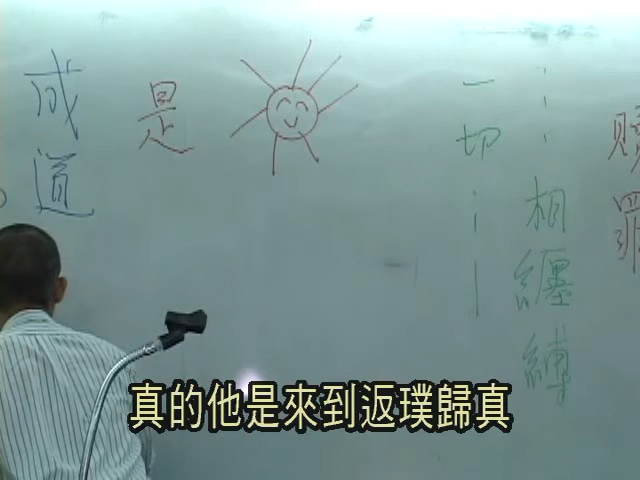 成道
是
一切
相纏縛
贖罪
真的他是來到返璞歸真